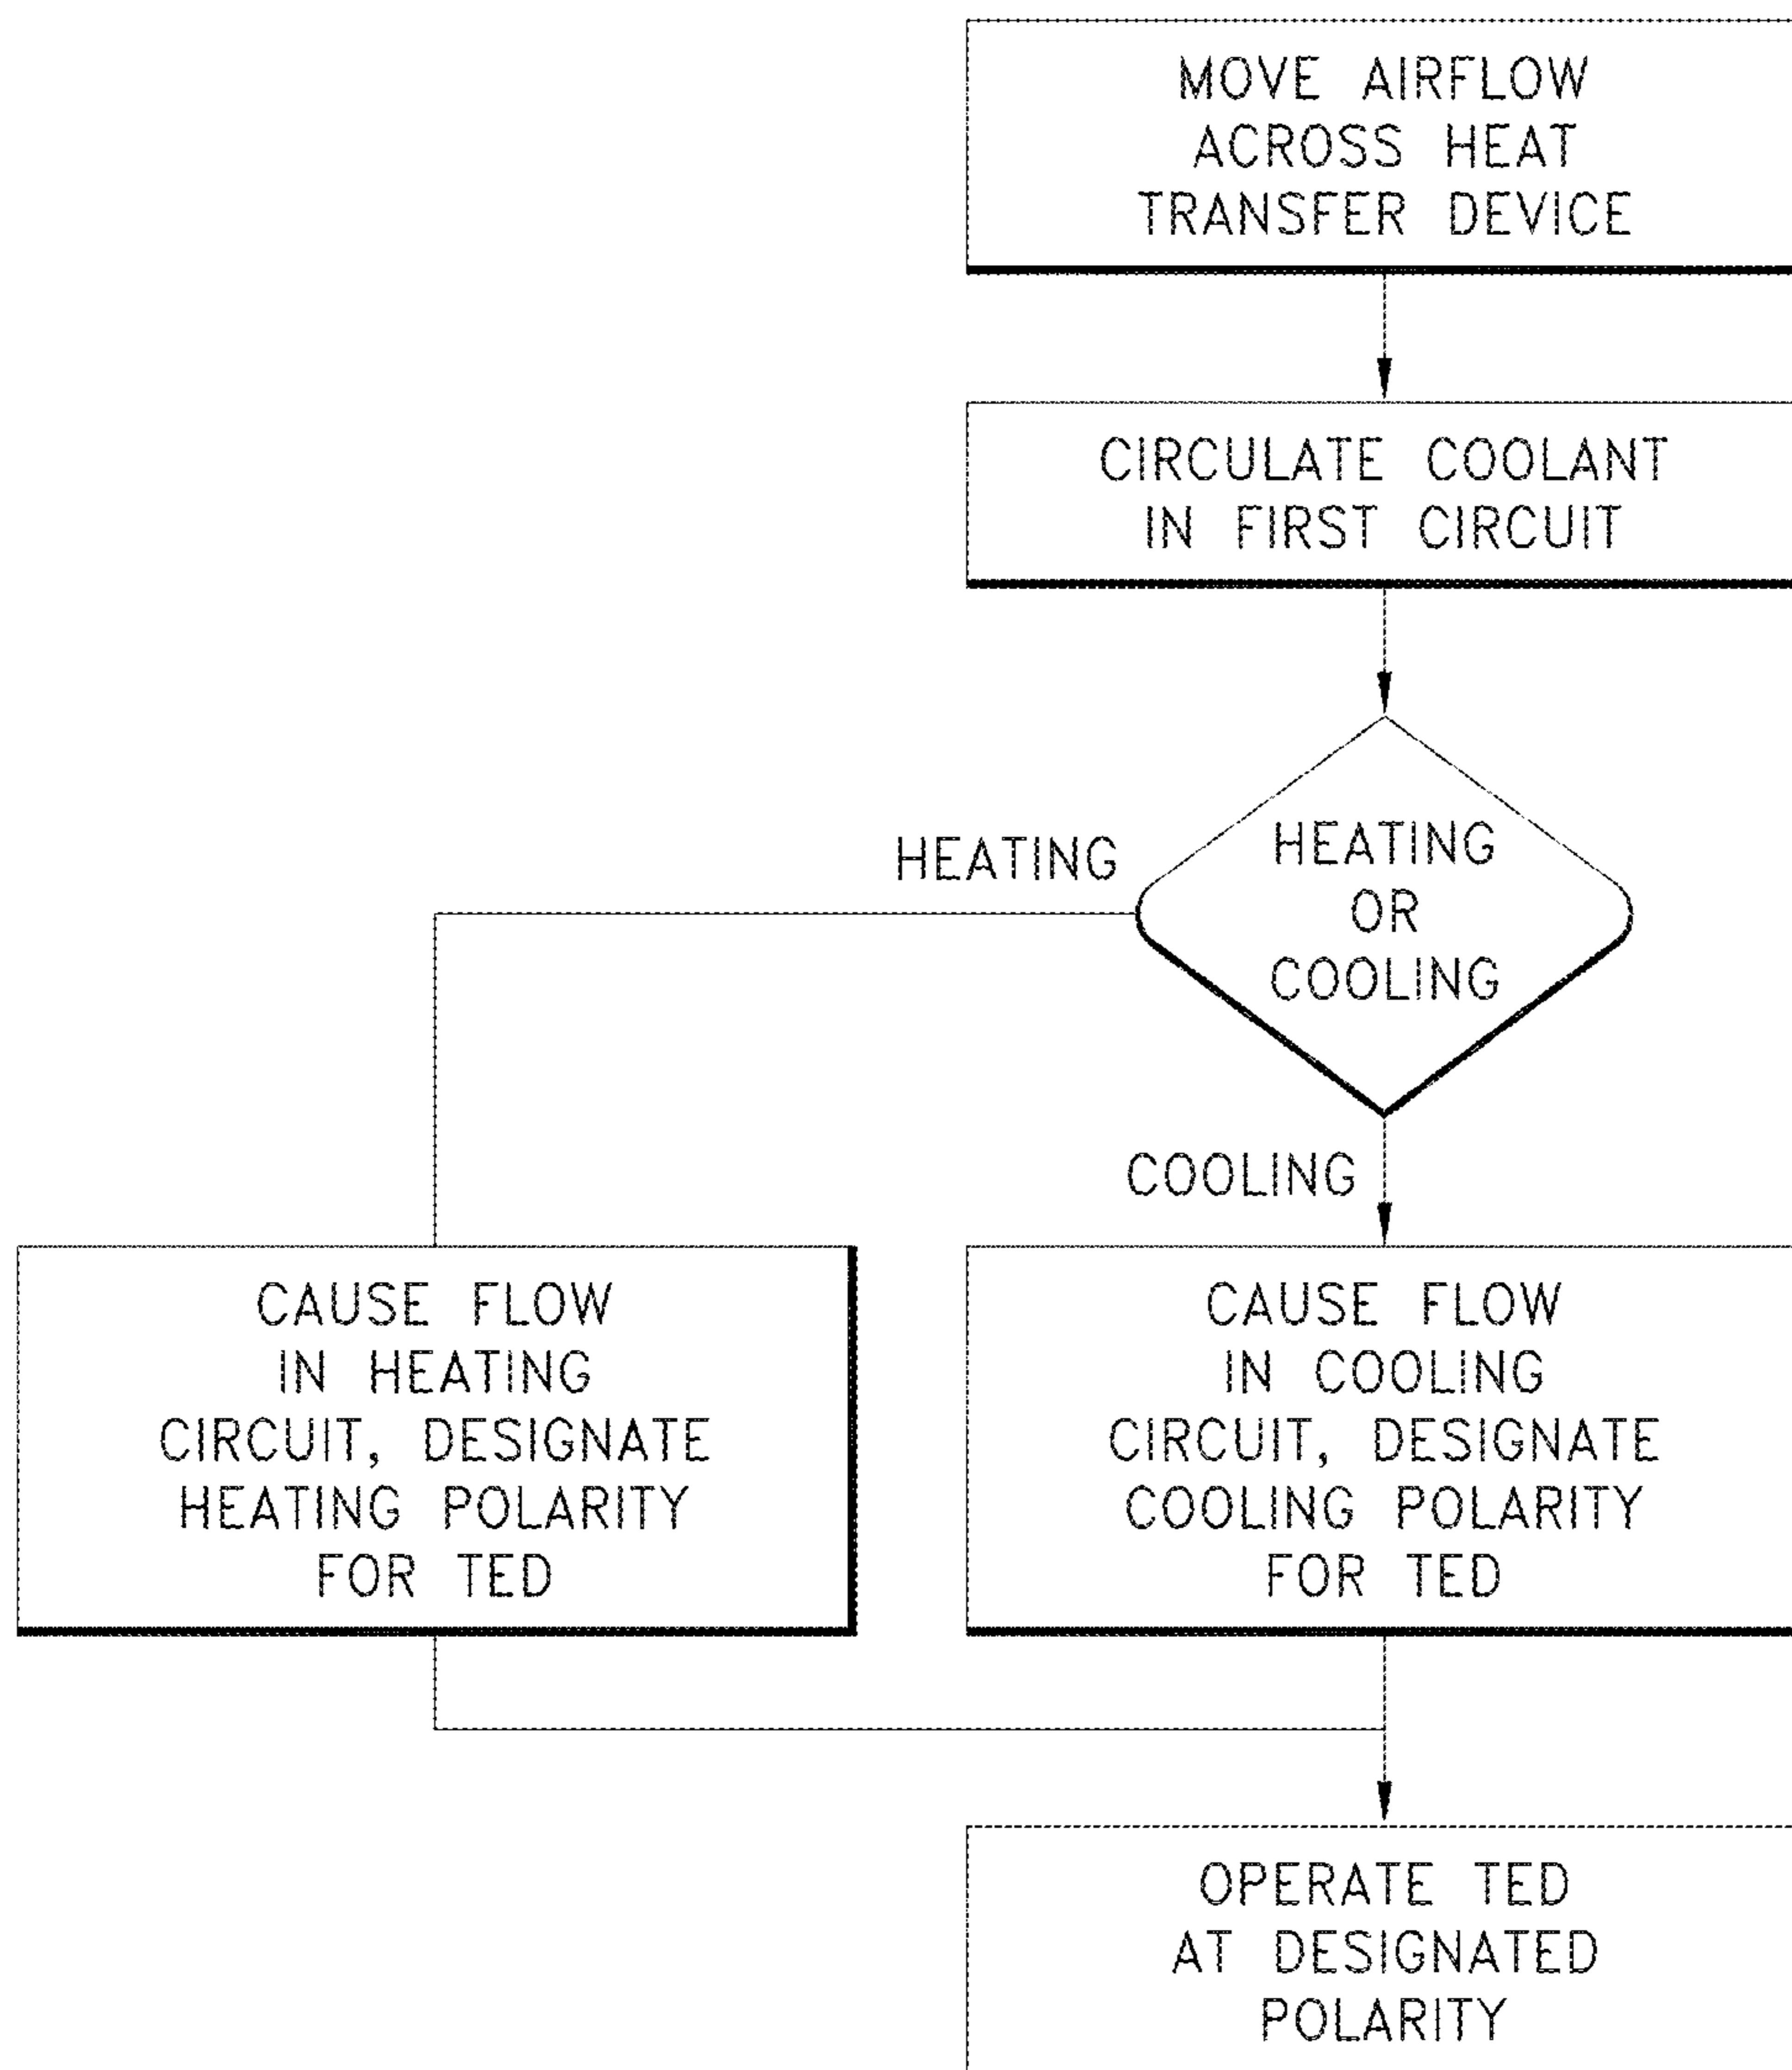 MOVE AIRFLOW
ACROSS HEAT
TRANSFER DEVICE
CIRCULATE COOLANT
IN FIRST CIRCUIT
HEATING
HEATING
OR
COOLING
COOLING
CAUSE FLOW
IN HEATING
CIRCUIT, DESIGNATE
HEATING POLARITY
FOR TED
CAUSE FLOW
IN COOLING
CIRCUIT, DESIGNATE
COOLING POLARITY
FOR TED
OPERATE TED
AT DESIGNATED
POLARITY